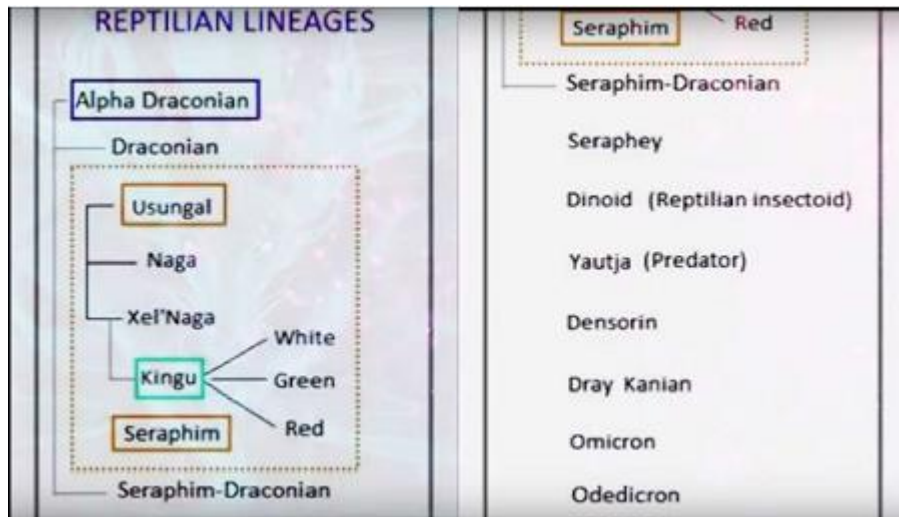 REPTILIAN LINEAGES
Alpha Draconian
Draconian
Usungal
Naga
Xel'Naga
White
Kingu
Green
Red
Seraphim
Seraphim-Draconian
Seraphim
Red
Seraphim-Draconian
Seraphey
Dinoid (Reptilian insectoid)
Yautja (Predator)
Densorin
Dray Kanian
Omicron
Odedicron